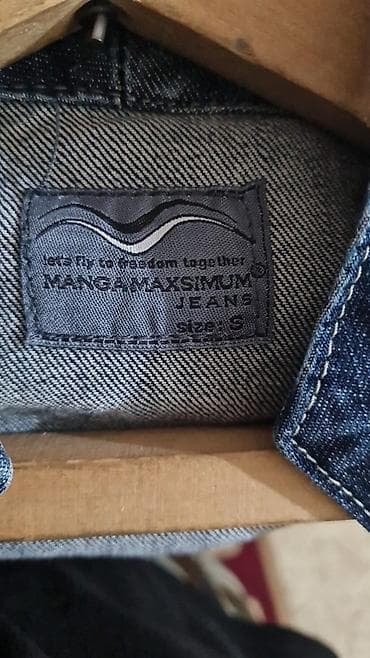 lets fly to freedom together
MANGAMAXSIMUM®
JEANS
size: S